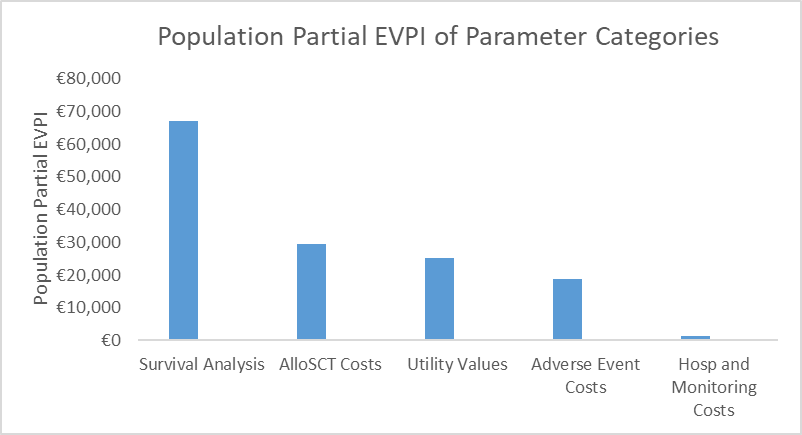 Population Partial EVPI of Parameter Categories
Population Partial EVPI
€80,000
€70,000
€60,000
€50,000
€40,000
€30,000
€20,000
€10,000
€0
Survival Analysis
AlloSCT Costs
Utility Values
Adverse Event
Costs
Hosp and
Monitoring
Costs